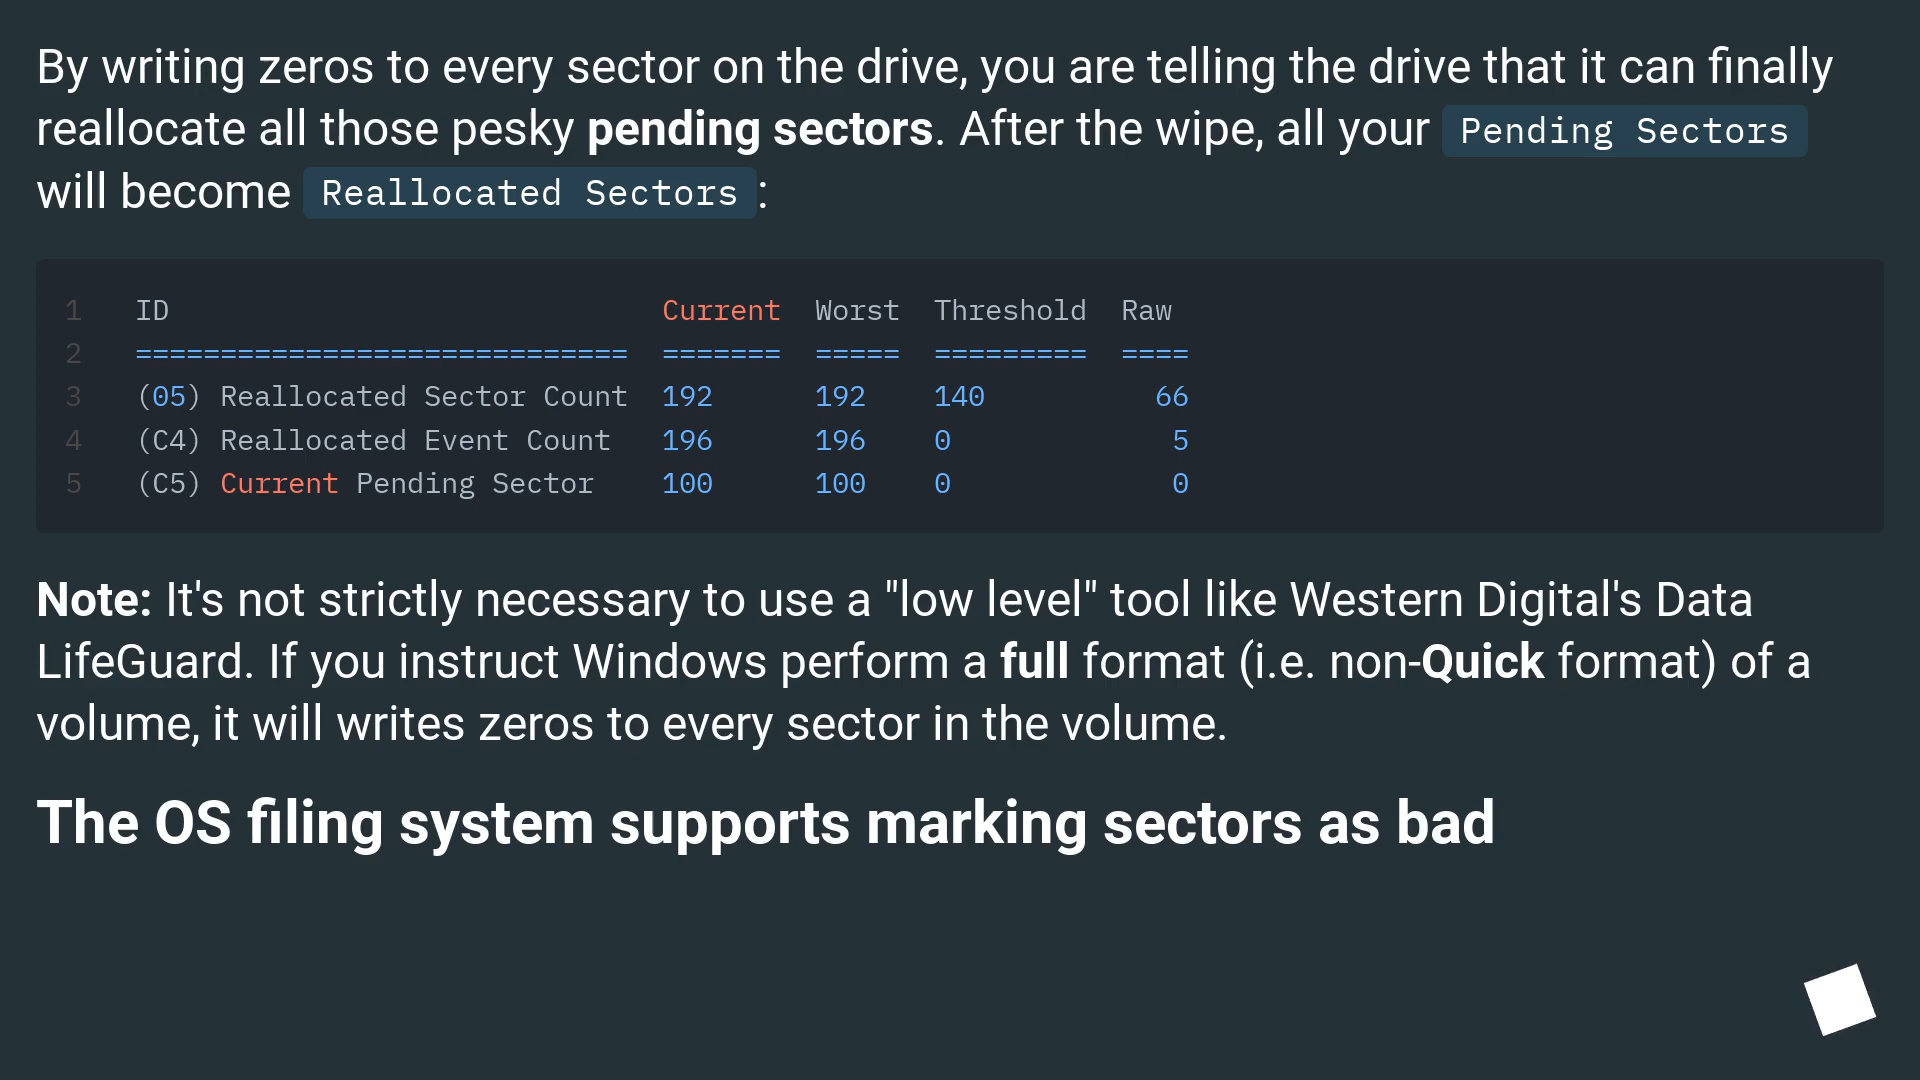 By writing zeros to every sector on the drive, you are telling the drive that it can finally
reallocate all those pesky pending sectors. After the wipe, all your Pending Sectors
will become Reallocated Sectors:
1 ID Current Worst Threshold Raw
2 ============================= ======= ===== ========= ====
3 (05) Reallocated Sector Count 192 192 140 66
4 (C4) Reallocated Event Count 196 196 0 5
5 (C5) Current Pending Sector 100 100 0 0
Note: It's not strictly necessary to use a "low level" tool like Western Digital's Data
LifeGuard. If you instruct Windows perform a full format (i.e. non-Quick format) of a
volume, it will writes zeros to every sector in the volume.
The OS filing system supports marking sectors as bad